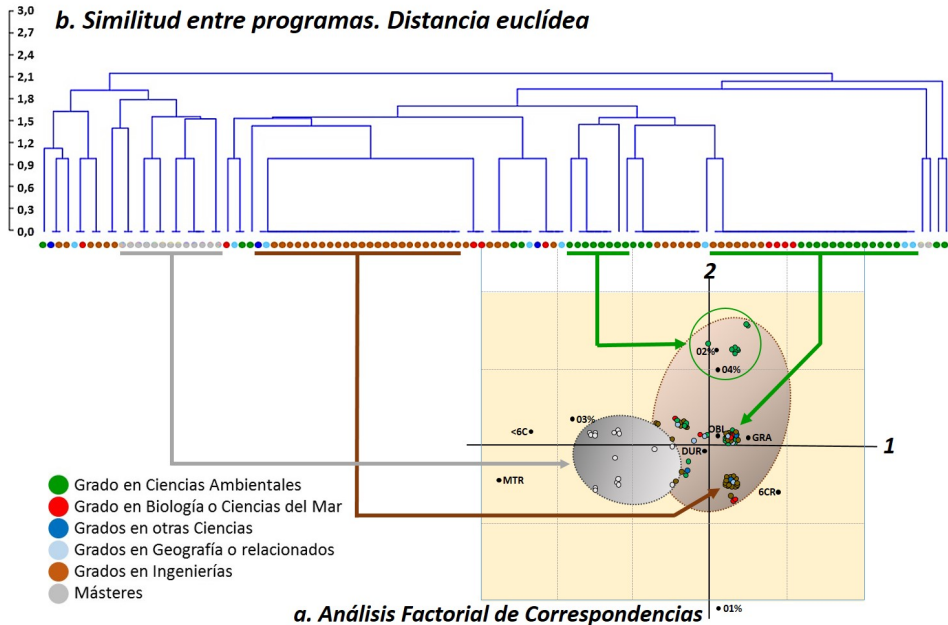 b. Similitud entre programas. Distancia euclídea
3,0
2,7
2,4
2,1
1,8
1,5
1,2
0,9
0,6
0,3
0,0
2
02%
04%
03%
<6C
OBL
GRA
DUR
1
MTR
6CR
01%
Grado en Ciencias Ambientales
Grado en Biología o Ciencias del Mar
Grados en otras Ciencias
Grados en Geografía o relacionados
Grados en Ingenierías
Másteres
a. Análisis Factorial de Correspondencias